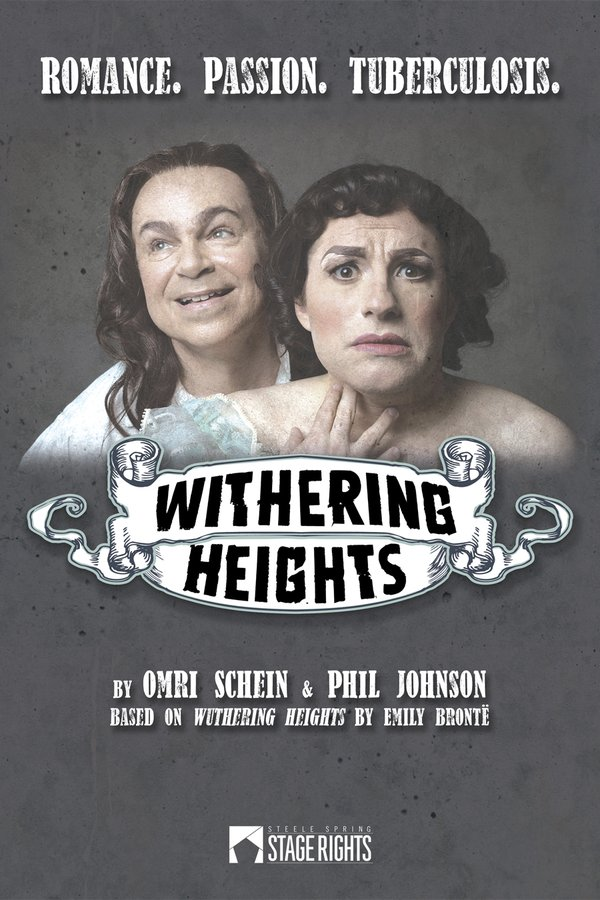 ROMANCE. PASSION. TUBERCULOSIS.
WITHERING
HEIGHTS
BY OMRI SCHEIN & PHIL JOHNSON
BASED ON WUTHERING HEIGHTS BY EMILY BRONTË
STEELE SPRING
STAGE RIGHTS